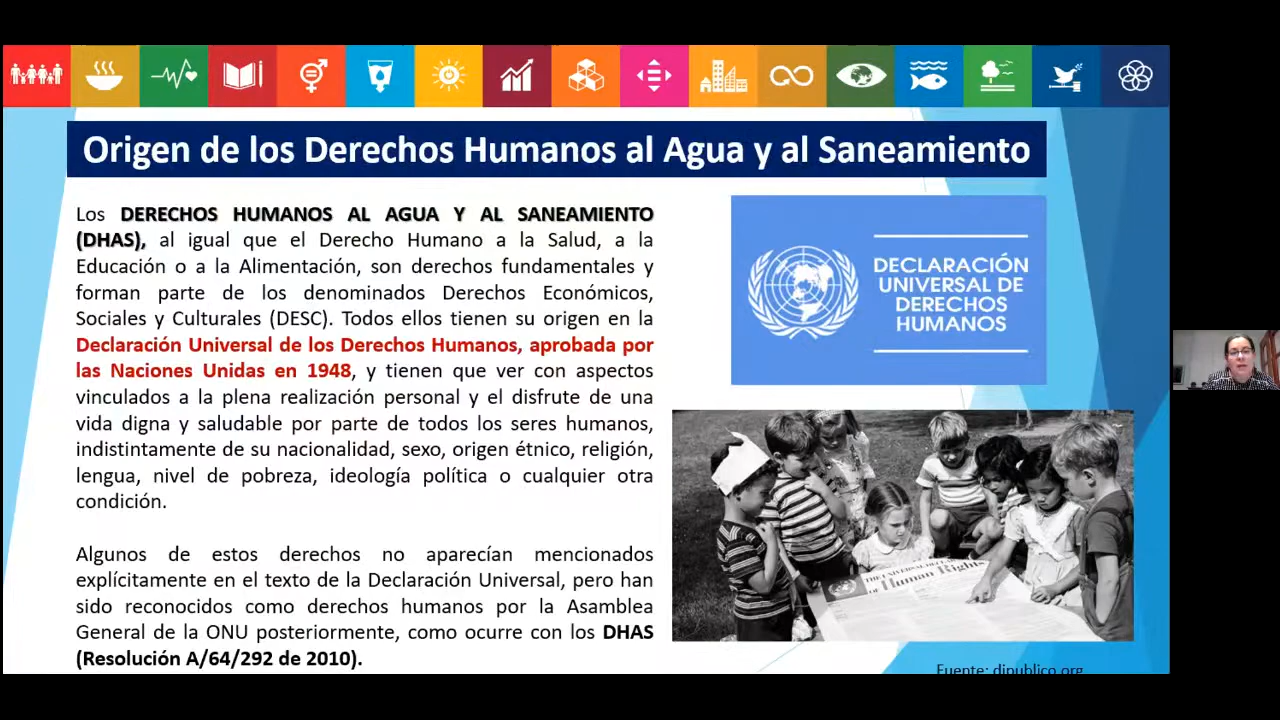 Origen de los Derechos Humanos al Agua y al Saneamiento
Los DERECHOS HUMANOS AL AGUA Y AL SANEAMIENTO
(DHAS), al igual que el Derecho Humano a la Salud, a la
Educación o a la Alimentación, son derechos fundamentales y
forman parte de los denominados Derechos Económicos,
Sociales y Culturales (DESC). Todos ellos tienen su origen en la
Declaración Universal de los Derechos Humanos, aprobada por
las Naciones Unidas en 1948, y tienen que ver con aspectos
vinculados a la plena realización personal y el disfrute de una
vida digna y saludable por parte de todos los seres humanos,
indistintamente de su nacionalidad, sexo, origen étnico, religión,
lengua, nivel de pobreza, ideología política o cualquier otra
condición.
Algunos de estos derechos no aparecían mencionados
explícitamente en el texto de la Declaración Universal, pero han
sido reconocidos como derechos humanos por la Asamblea
General de la ONU posteriormente, como ocurre con los DHAS
(Resolución A/64/292 de 2010).
DECLARACIÓN
UNIVERSAL DE
DERECHOS
HUMANOS
of Human Rights
Fuente: dipublico.org